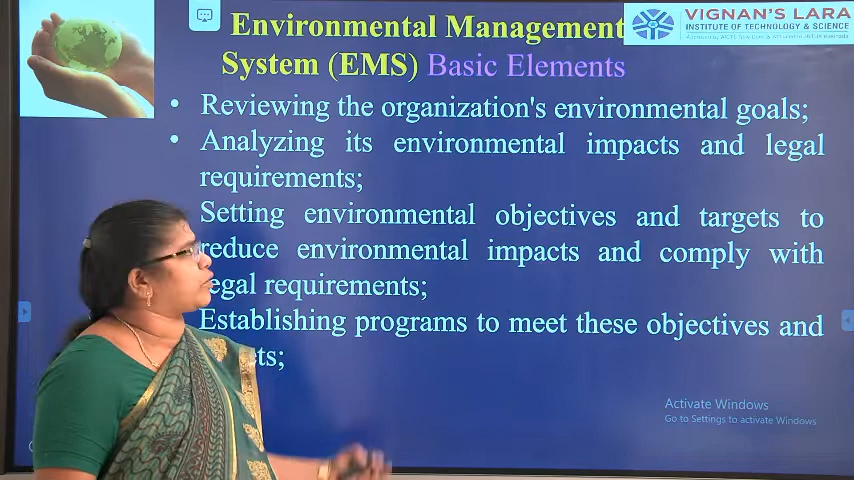 Environmental Management
System (EMS) Basic Elements
VIGNAN'S LARA
INSTITUTE OF TECHNOLOGY & SCIENCE
• Reviewing the organization's environmental goals;
• Analyzing its environmental impacts and legal
requirements;
Setting environmental objectives and targets to
reduce environmental impacts and comply with
egal requirements;
Establishing programs to meet these objectives and
ets;
Activate Windows
Go to Settings to activate Windows